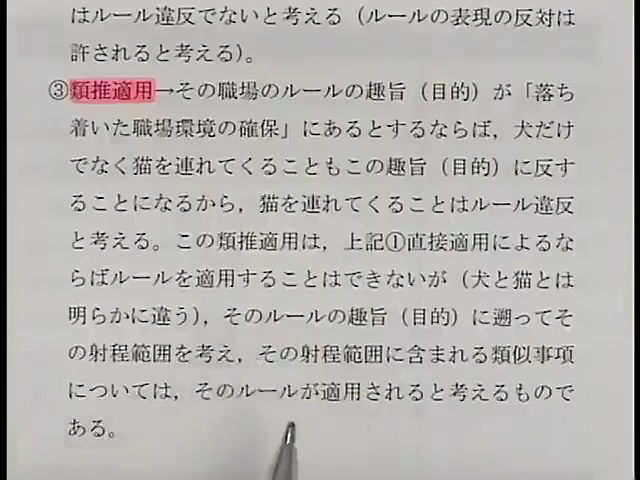 はルール違反でないと考える（ルールの表現の反対は
許されると考える）。
③類推適用→その職場のルールの趣旨（目的）が「落ち
着いた職場環境の確保」にあるとするならば，犬だけ
でなく猫を連れてくることもこの趣旨（目的）に反す
ることになるから，猫を連れてくることはルール違反
と考える。この類推適用は，上記①直接適用によるな
らばルールを適用することはできないが（犬と猫とは
明らかに違う），そのルールの趣旨（目的）に遡ってそ
の射程範囲を考え，その射程範囲に含まれる類似事項
については，そのルールが適用されると考えるもので
ある。